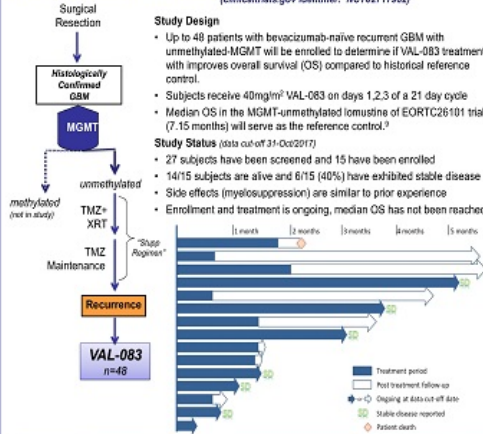 (Clinicaltrials.gov Identifier: NCT02717962)
Surgical
Resection
Histologically
Confirmed
GBM
MGMT
methylated
(not in study)
unmethylated
TMZ+
XRT
TMZ
Maintenance
"Stupp
Regimen"
Recurrence
VAL-083
n=48
Study Design
• Up to 48 patients with bevacizumab-naïve recurrent GBM with
unmethylated-MGMT will be enrolled to determine if VAL-083 treatment
with improves overall survival (OS) compared to historical reference
control.
• Subjects receive 40mg/m² VAL-083 on days 1,2,3 of a 21 day cycle
• Median OS in the MGMT-unmethylated lomustine of EORTC26101 trial
(7.15 months) will serve as the reference control.⁹
Study Status (data cut-off 31-Oct/2017)
• 27 subjects have been screened and 15 have been enrolled
• 14/15 subjects are alive and 6/15 (40%) have exhibited stable disease
• Side effects (myelosuppression) are similar to prior experience
• Enrollment and treatment is ongoing, median OS has not been reached
1 month 2 months 3 months 4 months 5 months
SD
SD
SD
SD
SD
SD
Treatment period
Post treatment follow-up
Ongoing at data cut-off date
SD Stable disease reported
Patient death